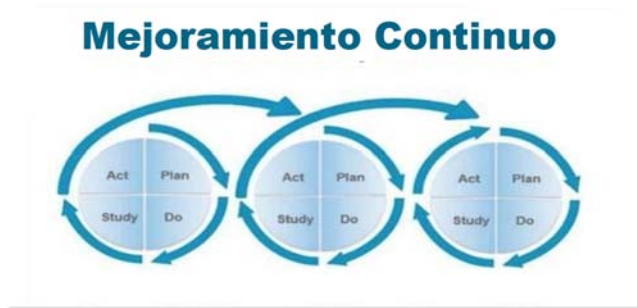 Mejoramiento Continuo
Act Plan Act Plan Act Plan
Study Do Study Do Study Do